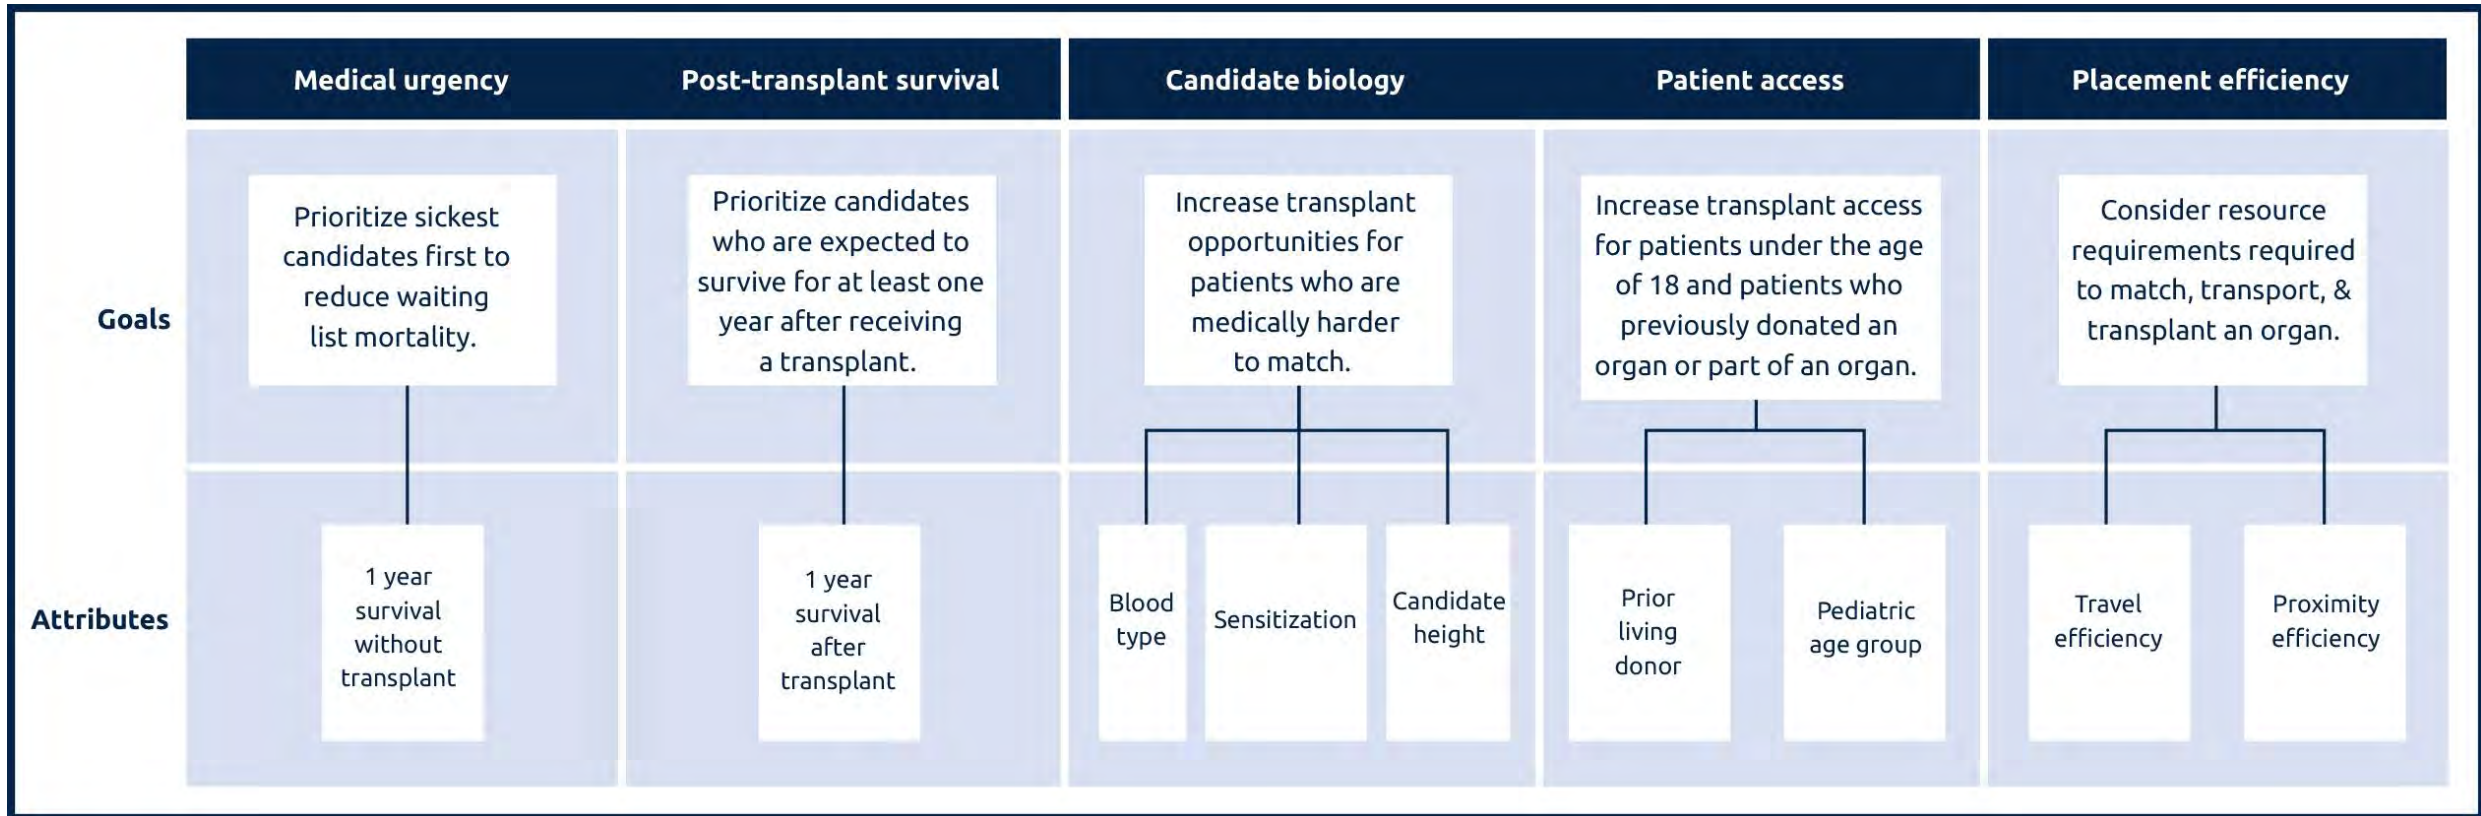 Medical urgency
Post-transplant survival
Candidate biology
Patient access
Placement efficiency
Goals
Prioritize sickest
candidates first to
reduce waiting
list mortality.
Prioritize candidates
who are expected to
survive for at least one
year after receiving
a transplant.
Increase transplant
opportunities for
patients who are
medically harder
to match.
Increase transplant access
for patients under the age
of 18 and patients who
previously donated an
organ or part of an organ.
Consider resource
requirements required
to match, transport, &
transplant an organ.
Attributes
1 year
survival
without
transplant
1 year
survival
after
transplant
Blood
type
Sensitization
Candidate
height
Prior
living
donor
Pediatric
age group
Travel
efficiency
Proximity
efficiency